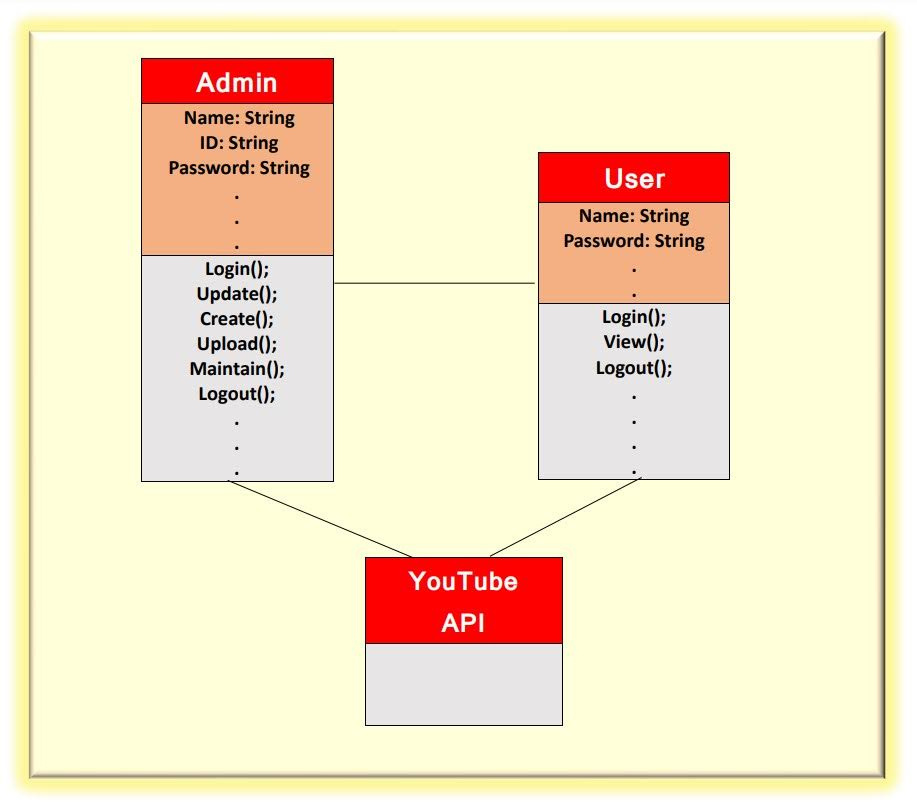 Admin
Name: String
ID: String
Password: String
.
.
.
Login();
Update();
Create();
Upload();
Maintain();
Logout();
.
.
.
User
Name: String
Password: String
.
.
Login();
View();
Logout();
.
.
.
.
YouTube
API